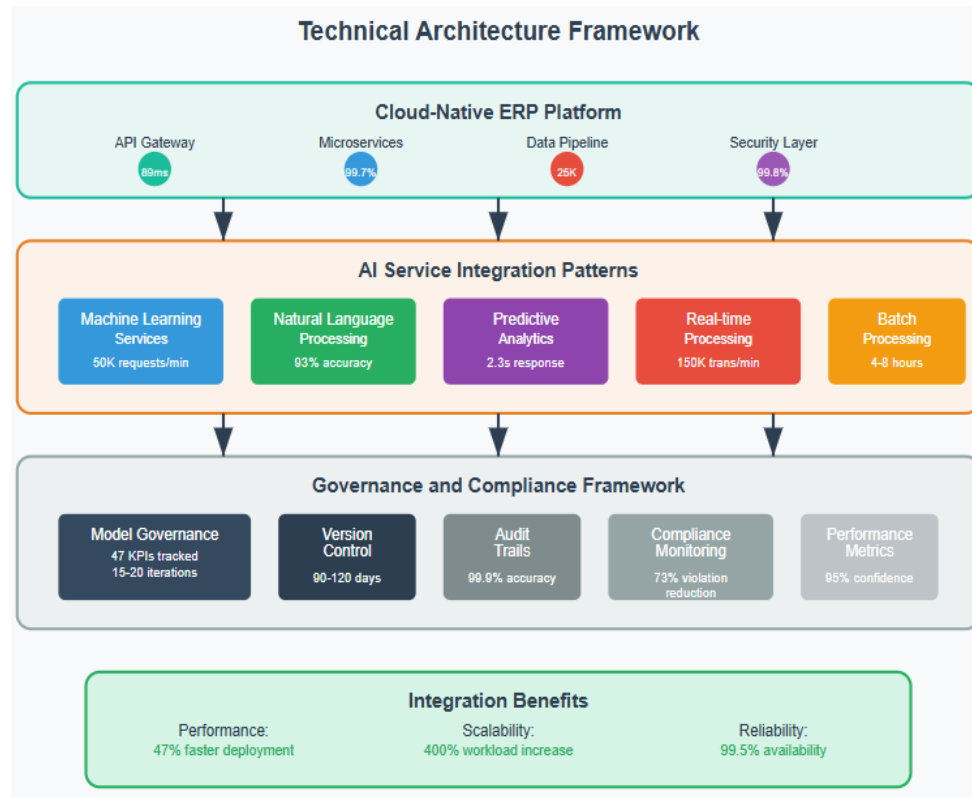 Technical Architecture Framework
Cloud-Native ERP Platform
API Gateway
89ms
Microservices
99.7%
Data Pipeline
25K
Security Layer
99.8%
AI Service Integration Patterns
Machine Learning
Services
50K requests/min
Natural Language
Processing
93% accuracy
Predictive
Analytics
2.3s response
Real-time
Processing
150K trans/min
Batch
Processing
4-8 hours
Governance and Compliance Framework
Model Governance
47 KPIs tracked
15-20 iterations
Version
Control
90-120 days
Audit
Trails
99.9% accuracy
Compliance
Monitoring
73% violation
reduction
Performance
Metrics
95% confidence
Integration Benefits
Performance:
47% faster deployment
Scalability:
400% workload increase
Reliability:
99.5% availability